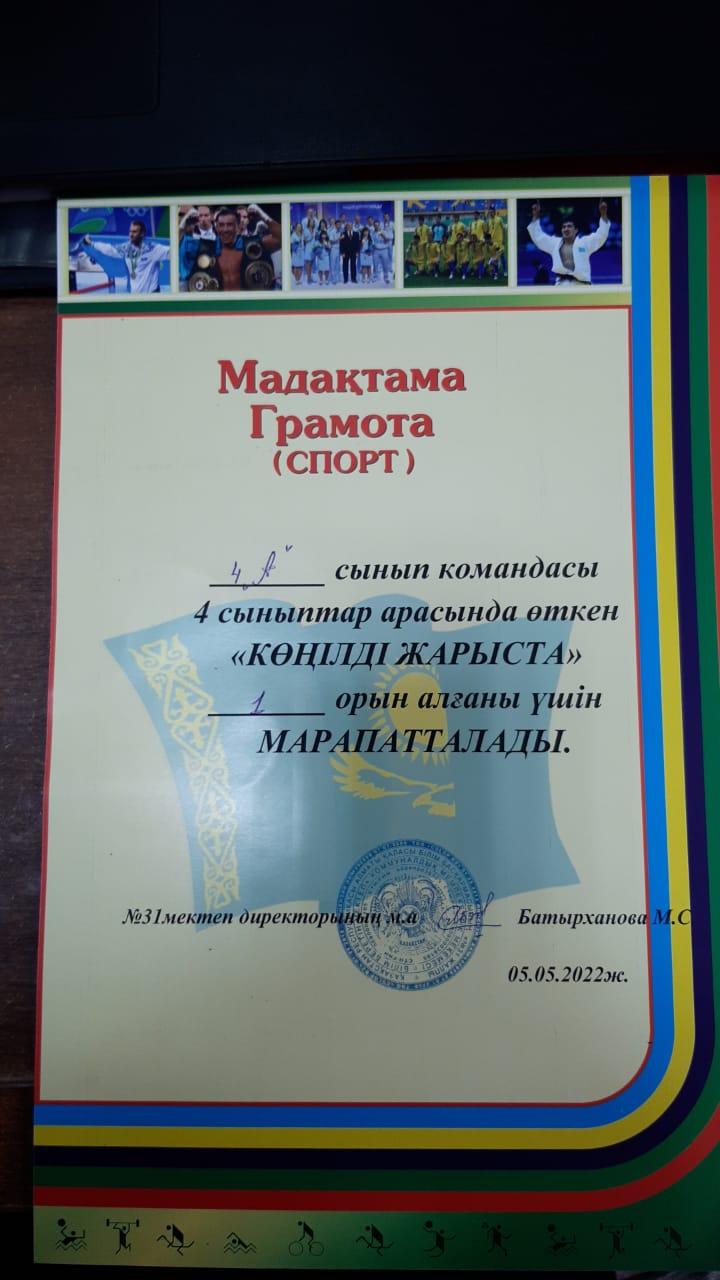 Мадақтама
Грамота
(СПОРТ)
4 „А" сынып командасы
4 сыныптар арасында өткен
«КӨҢІЛДІ ЖАРЫСТА»
1 орын алғаны үшін
МАРАПАТТАЛАДЫ.
№31мектеп директорының м.а Батырханова М.С
05.05.2022ж.